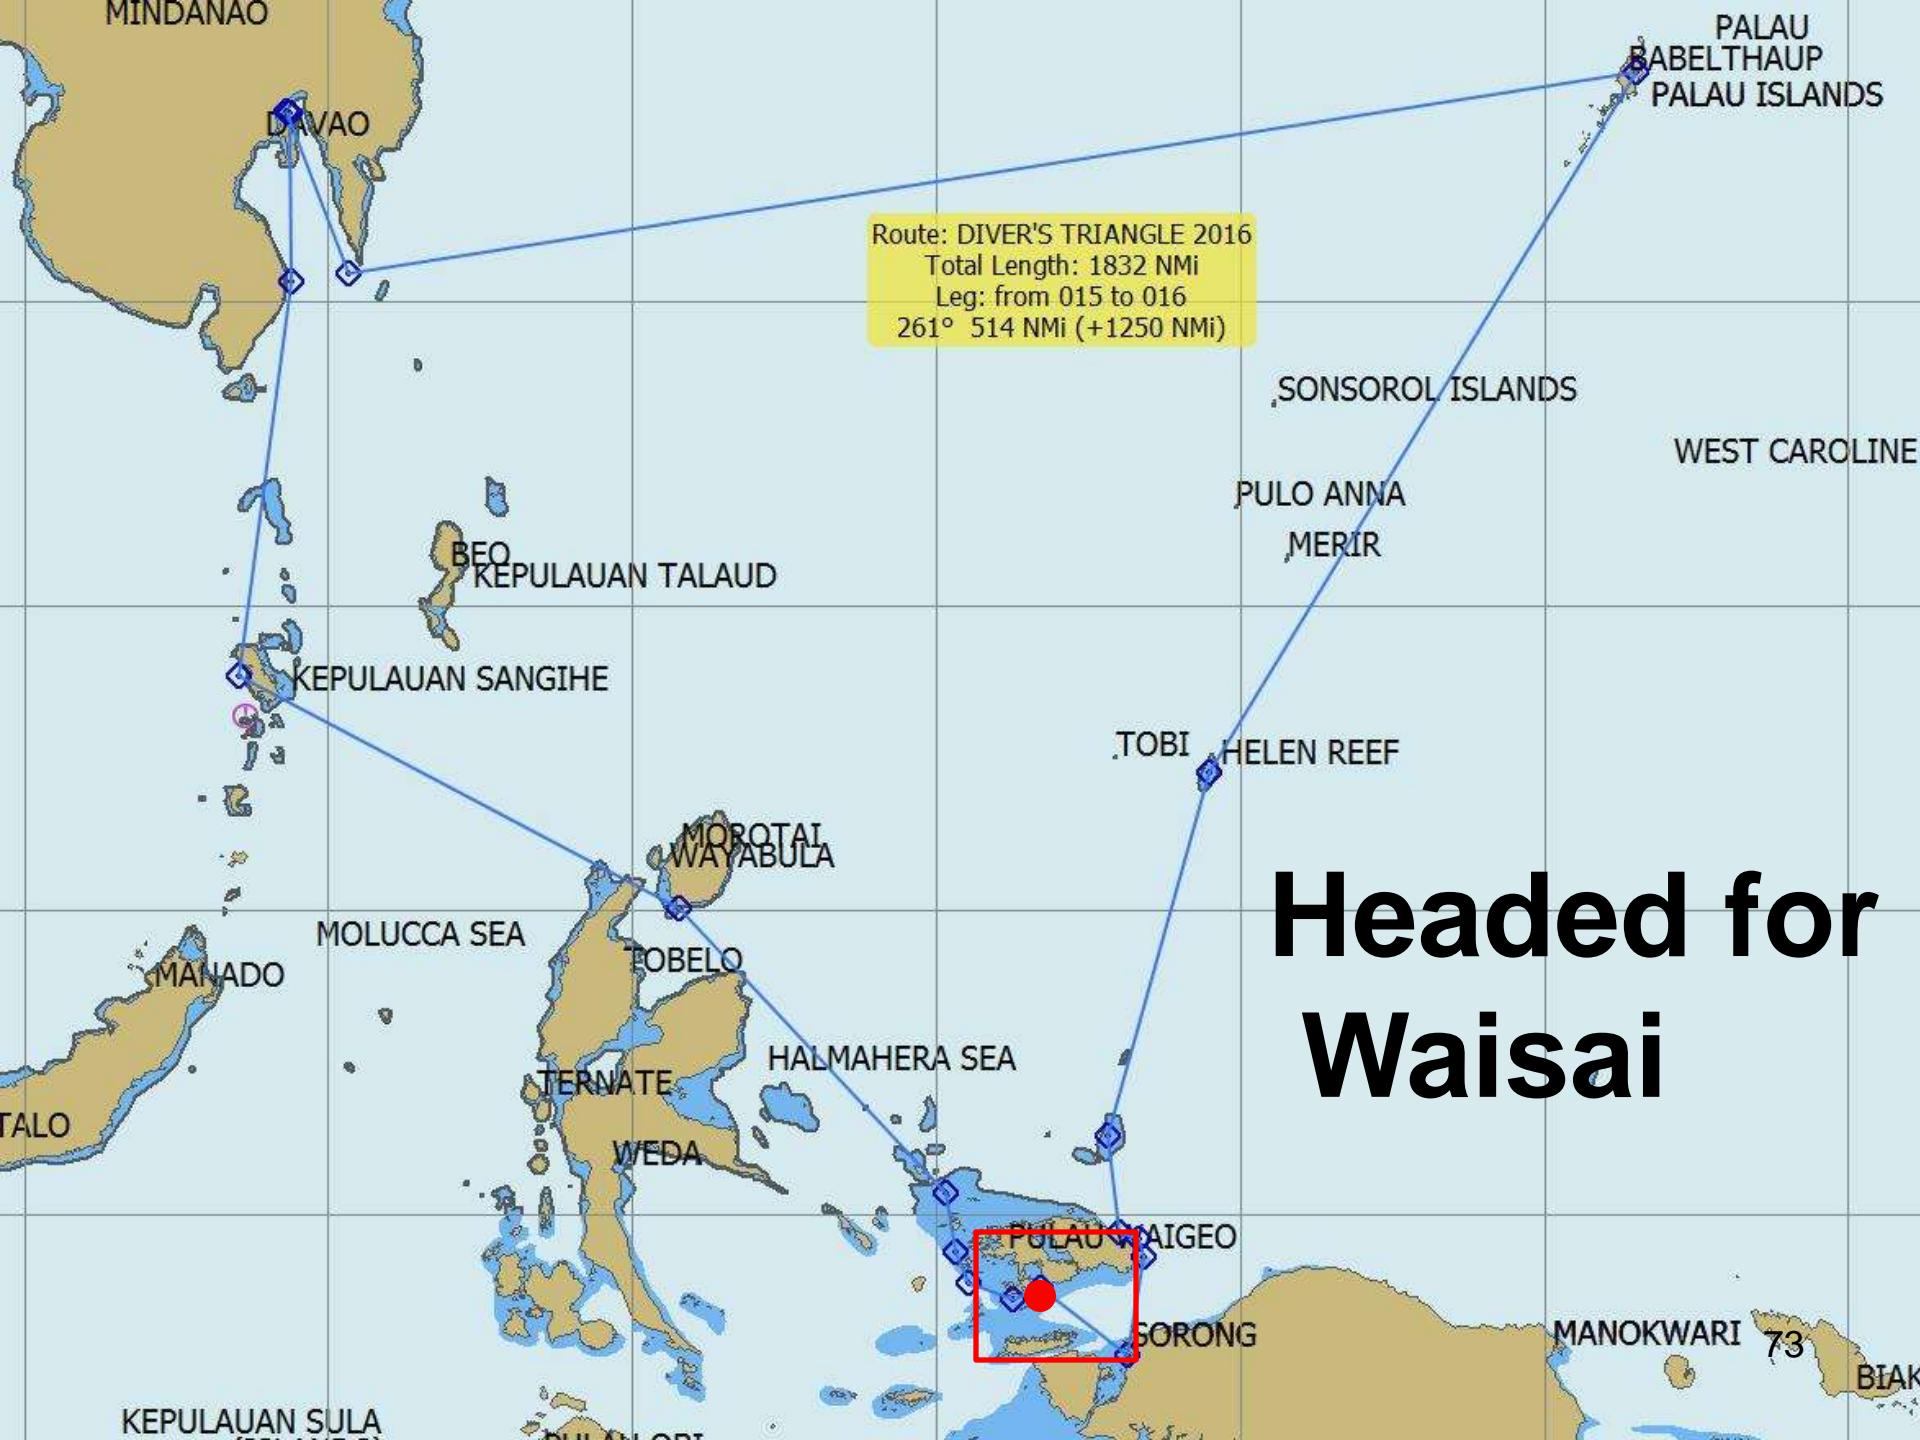 MINDANAO
PALAU
BABELTHAUP
PALAU ISLANDS
DAVAO
Route: DIVER'S TRIANGLE 2016
Total Length: 1832 NMi
Leg: from 015 to 016
261° 514 NMi (+1250 NMi)
SONSOROL ISLANDS
WEST CAROLINE
PULO ANNA
MERIR
BEO
KEPULAUAN TALAUD
KEPULAUAN SANGIHE
TOBI
HELEN REEF
MOROTAI
WAYABULA
Headed for
Waisai
MOLUCCA SEA
TOBELO
MANADO
HALMAHERA SEA
TERNATE
TALO
WEDA
PULAU WAIGEO
SORONG
MANOKWARI
73
BIAK
KEPULAUAN SULA